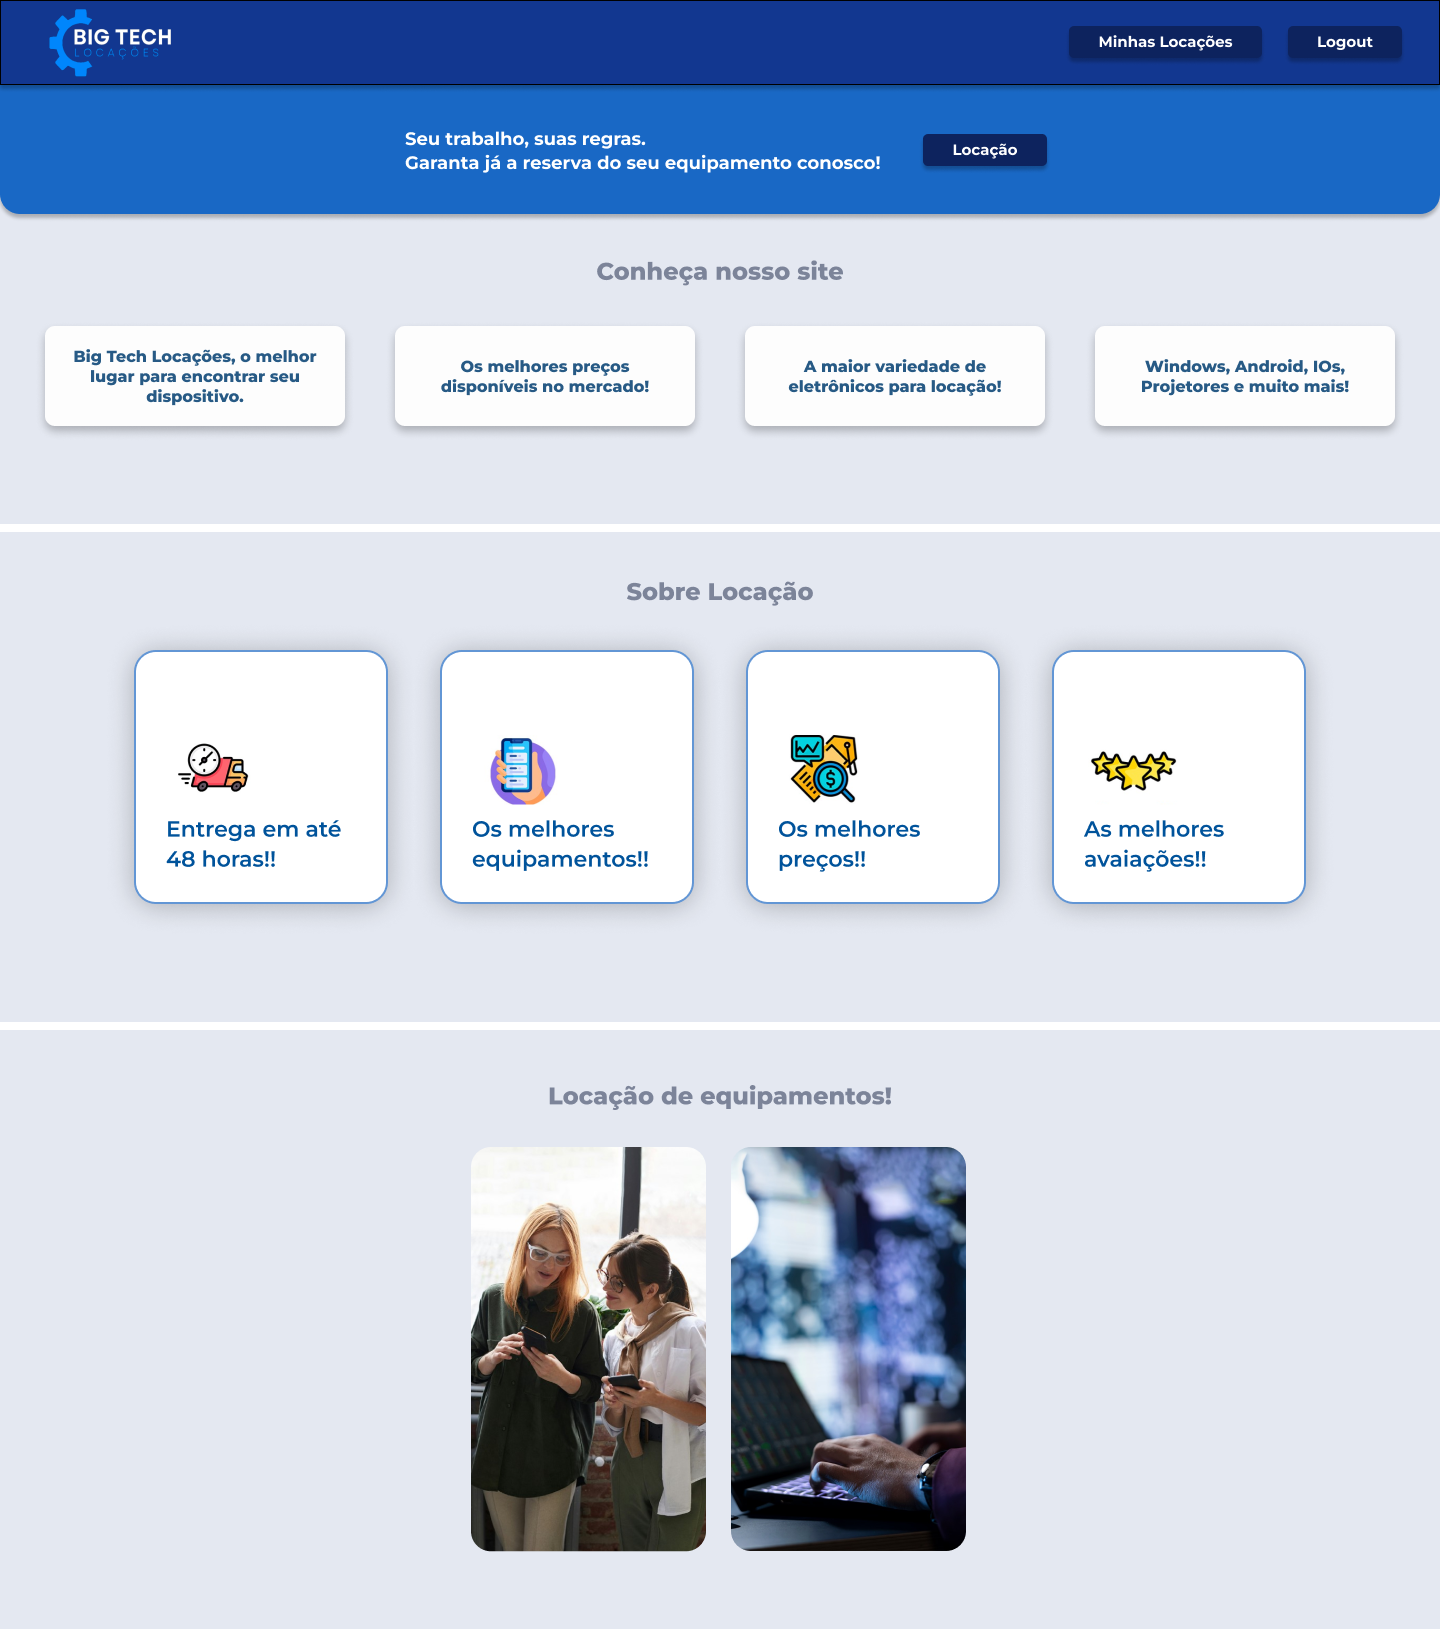 BIG TECH
LOCAÇÕES
Minhas Locações
Logout
Seu trabalho, suas regras.
Garanta já a reserva do seu equipamento conosco!
Locação
Conheça nosso site
Big Tech Locações, o melhor
lugar para encontrar seu
dispositivo.
Os melhores preços
disponíveis no mercado!
A maior variedade de
eletrônicos para locação!
Windows, Android, IOs,
Projetores e muito mais!
Sobre Locação
Entrega em até
48 horas!!
Os melhores
equipamentos!!
Os melhores
preços!!
As melhores
avaiações!!
Locação de equipamentos!